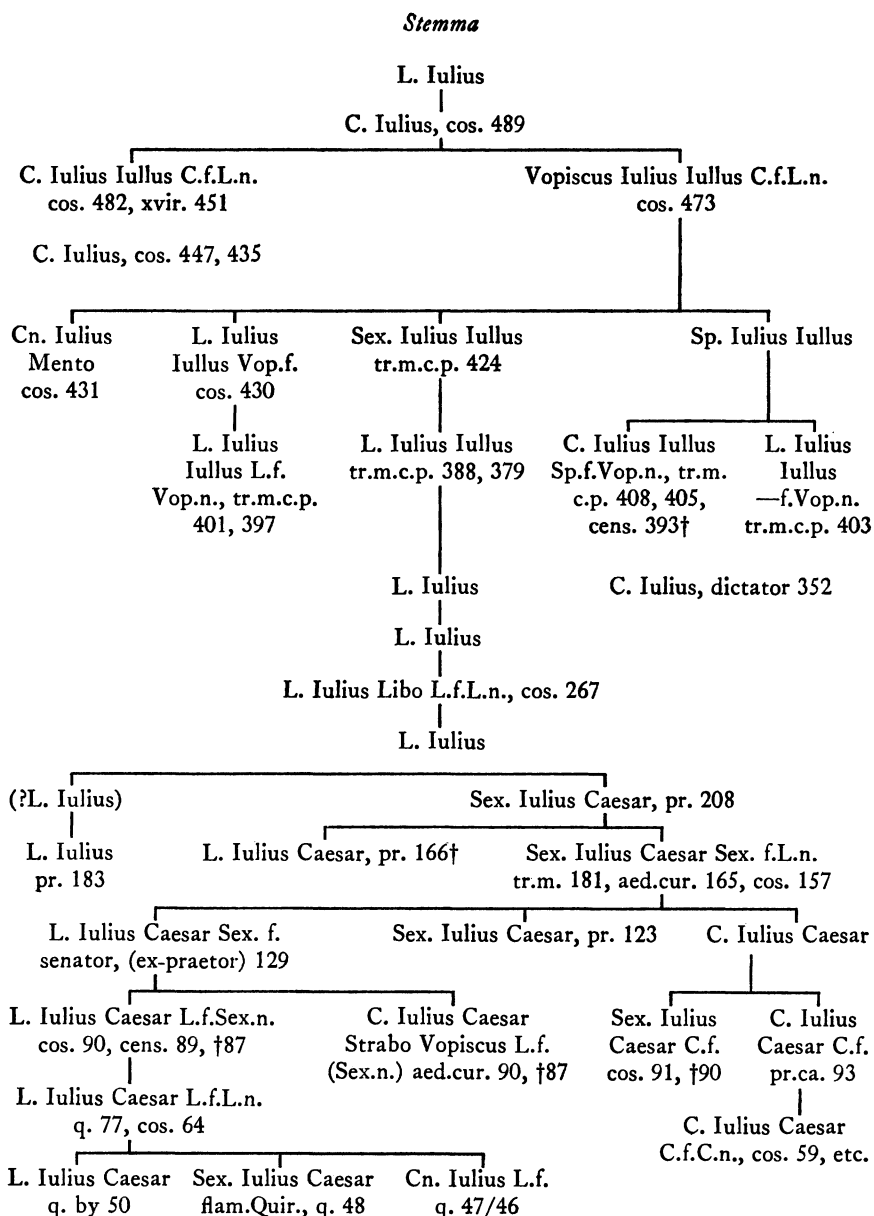 Stemma
L. Iulius
C. Iulius, cos. 489
C. Iulius Iullus C.f.L.n.
cos. 482, xvir. 451
Vopiscus Iulius Iullus C.f.L.n.
cos. 473
C. Iulius, cos. 447, 435
Cn. Iulius
Mento
cos. 431
L. Iulius
Iullus Vop.f.
cos. 430
Sex. Iulius Iullus
tr.m.c.p. 424
Sp. Iulius Iullus
L. Iulius
Iullus L.f.
Vop.n., tr.m.c.p.
401, 397
L. Iulius Iullus
tr.m.c.p. 388, 379
C. Iulius Iullus
Sp.f.Vop.n., tr.m.
c.p. 408, 405,
cens. 393†
L. Iulius
Iullus
—f.Vop.n.
tr.m.c.p. 403
L. Iulius
C. Iulius, dictator 352
L. Iulius
L. Iulius Libo L.f.L.n., cos. 267
L. Iulius
(?L. Iulius)
Sex. Iulius Caesar, pr. 208
L. Iulius
pr. 183
L. Iulius Caesar, pr. 166†
Sex. Iulius Caesar Sex. f.L.n.
tr.m. 181, aed.cur. 165, cos. 157
L. Iulius Caesar Sex. f.
senator, (ex-praetor) 129
Sex. Iulius Caesar, pr. 123
C. Iulius Caesar
L. Iulius Caesar L.f.Sex.n.
cos. 90, cens. 89, †87
C. Iulius Caesar
Strabo Vopiscus L.f.
(Sex.n.) aed.cur. 90, †87
Sex. Iulius
Caesar C.f.
cos. 91, †90
C. Iulius
Caesar C.f.
pr.ca. 93
L. Iulius Caesar L.f.L.n.
q. 77, cos. 64
C. Iulius Caesar
C.f.C.n., cos. 59, etc.
L. Iulius Caesar
q. by 50
Sex. Iulius Caesar
flam.Quir., q. 48
Cn. Iulius L.f.
q. 47/46